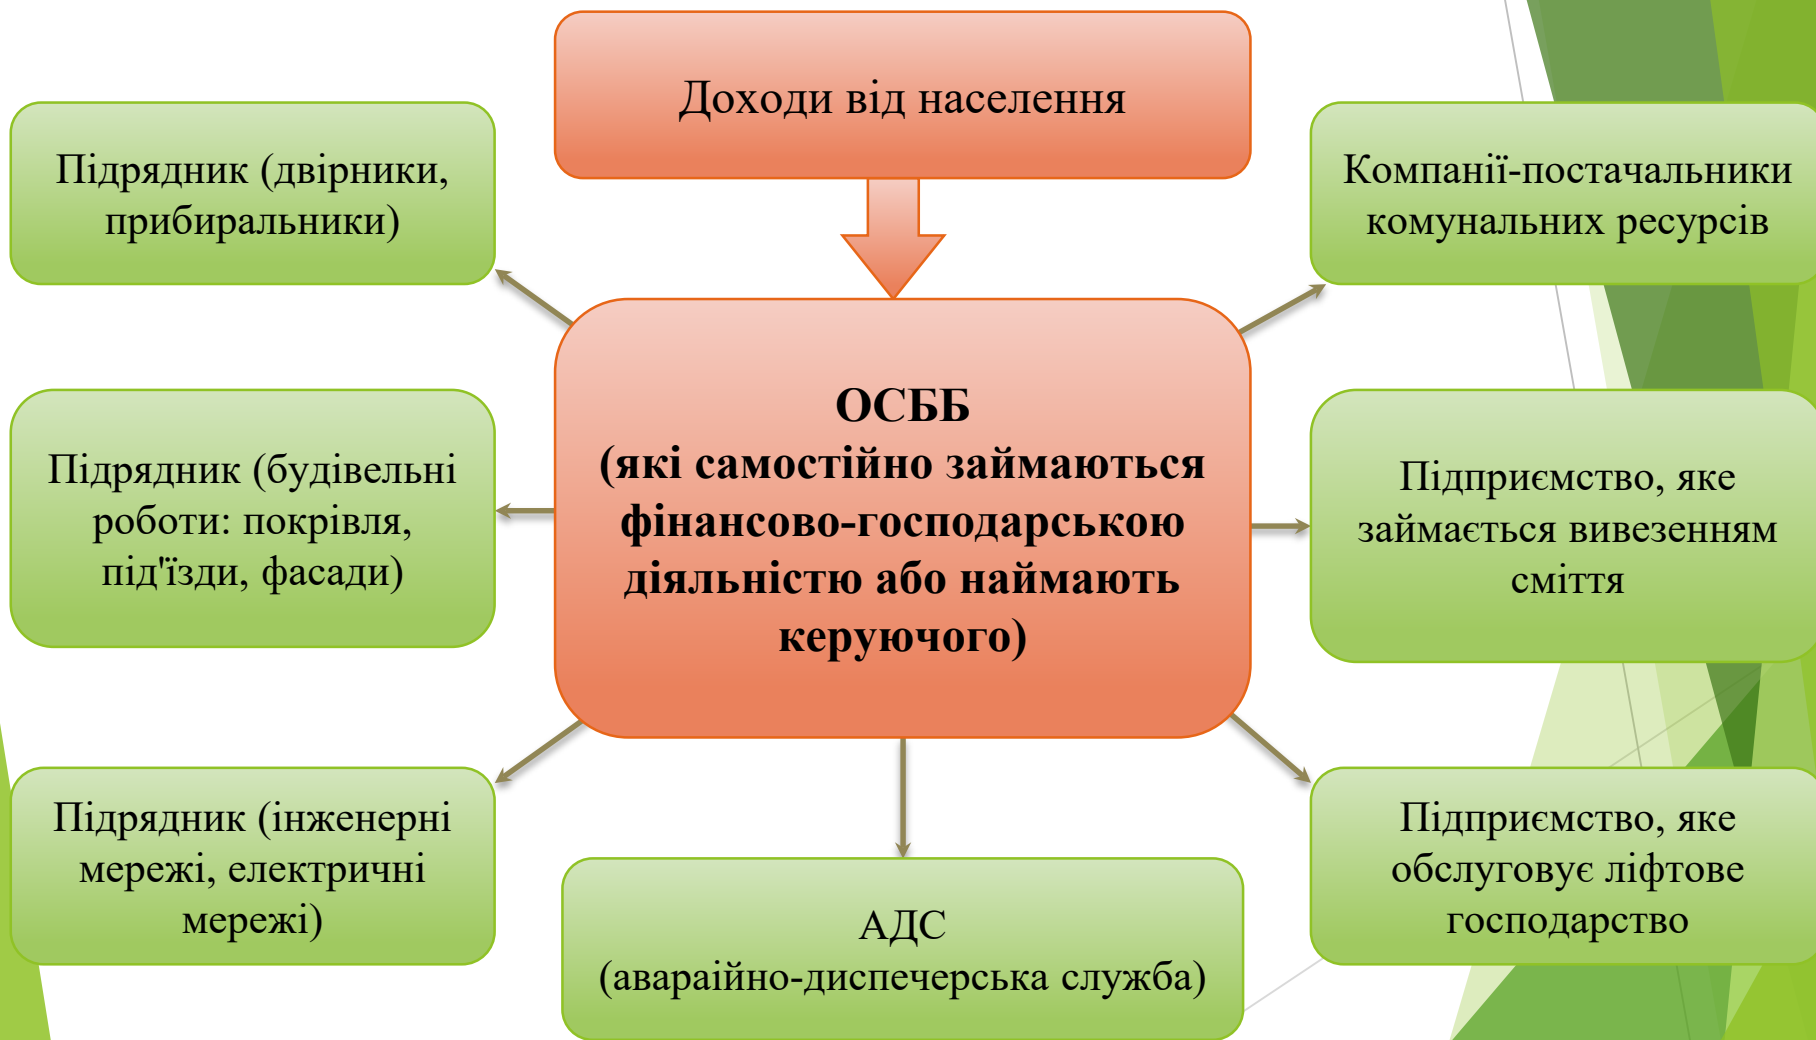 Доходи від населення
Підрядник (двірники,
прибиральники)
Компанії-постачальники
комунальних ресурсів
ОСББ
(які самостійно займаються
фінансово-господарською
діяльністю або наймають
керуючого)
Підрядник (будівельні
роботи: покрівля,
під'їзди, фасади)
Підприємство, яке
займається вивезенням
сміття
Підрядник (інженерні
мережі, електричні
мережі)
АДС
(авараійно-диспечерська служба)
Підприємство, яке
обслуговує ліфтове
господарство